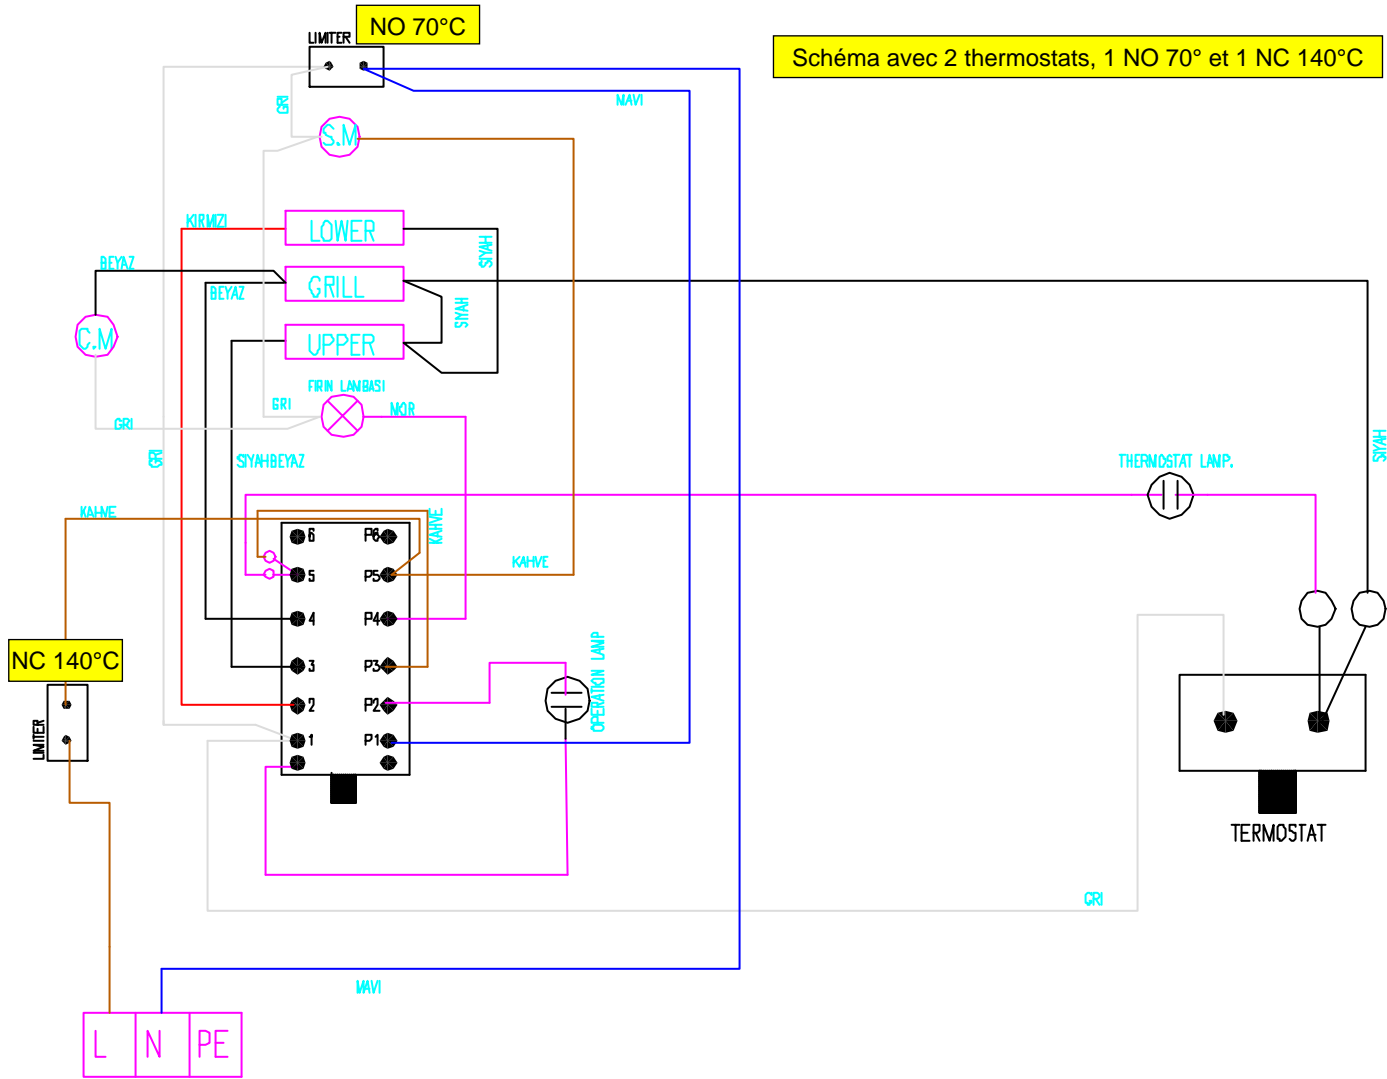 NO 70°C
LIMITER
Schéma avec 2 thermostats, 1 NO 70° et 1 NC 140°C
GRI
MAVI
S.M
KIRMIZI
LOWER
SIYAH
BEYAZ
BEYAZ
GRILL
SIYAH
C.M
UPPER
FIRIN LAMBASI
GRI
MOR
GRI
GRI
SIYAHBEYAZ
SIYAH
THERMOSTAT LAMP.
KAHVE
KAHVE
6 P6
KAHVE
5 P5
4 P4
NC 140°C
3 P3
OPERATION LAMP
2 P2
LIMITER
1 P1
TERMOSTAT
GRI
MAVI
L N PE